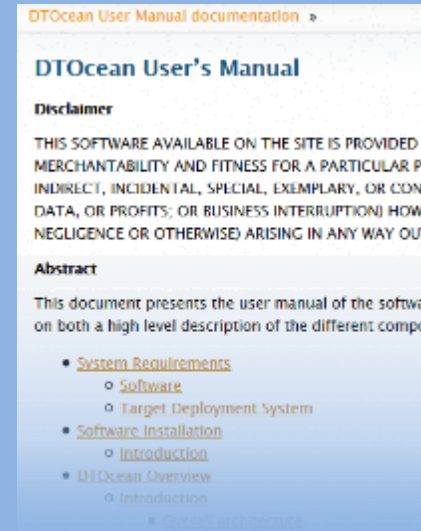 DTOcean User Manual documentation »
DTOcean User's Manual
Disclaimer
THIS SOFTWARE AVAILABLE ON THE SITE IS PROVIDED
MERCHANTABILITY AND FITNESS FOR A PARTICULAR P
INDIRECT, INCIDENTAL, SPECIAL, EXEMPLARY, OR CON
DATA, OR PROFITS; OR BUSINESS INTERRUPTION) HOW
NEGLIGENCE OR OTHERWISE) ARISING IN ANY WAY OU
Abstract
This document presents the user manual of the softwa
on both a high level description of the different compo
System Requirements
Software
Target Deployment System
Software Installation
Introduction
DTOcean Overview
Introduction
Overall architecture